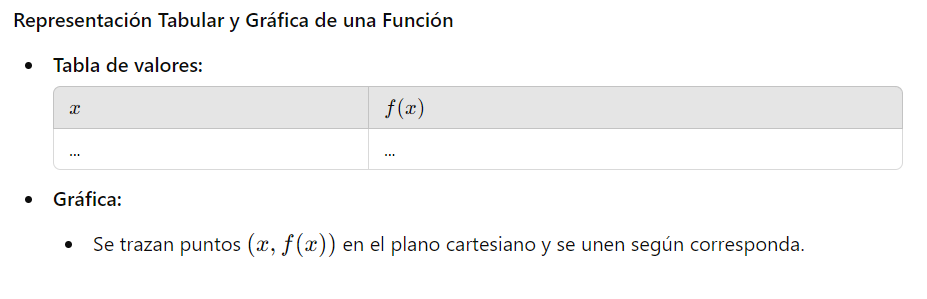 Representación Tabular y Gráfica de una Función
• Tabla de valores:
x f(x)
... ...
• Gráfica:
• Se trazan puntos (x, f(x)) en el plano cartesiano y se unen según corresponda.